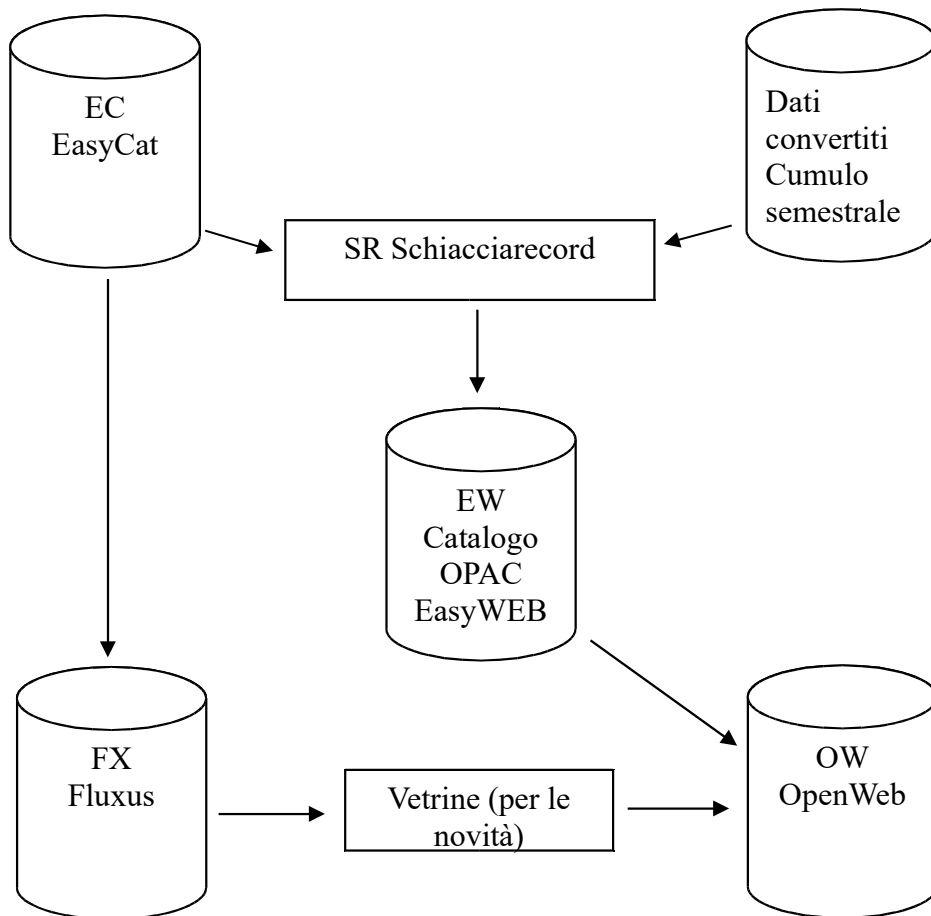 EC
EasyCat
Dati
convertiti
Cumulo
semestrale
SR Schiacciarecord
EW
Catalogo
OPAC
EasyWEB
FX
Fluxus
Vetrine (per le
novità)
OW
OpenWeb